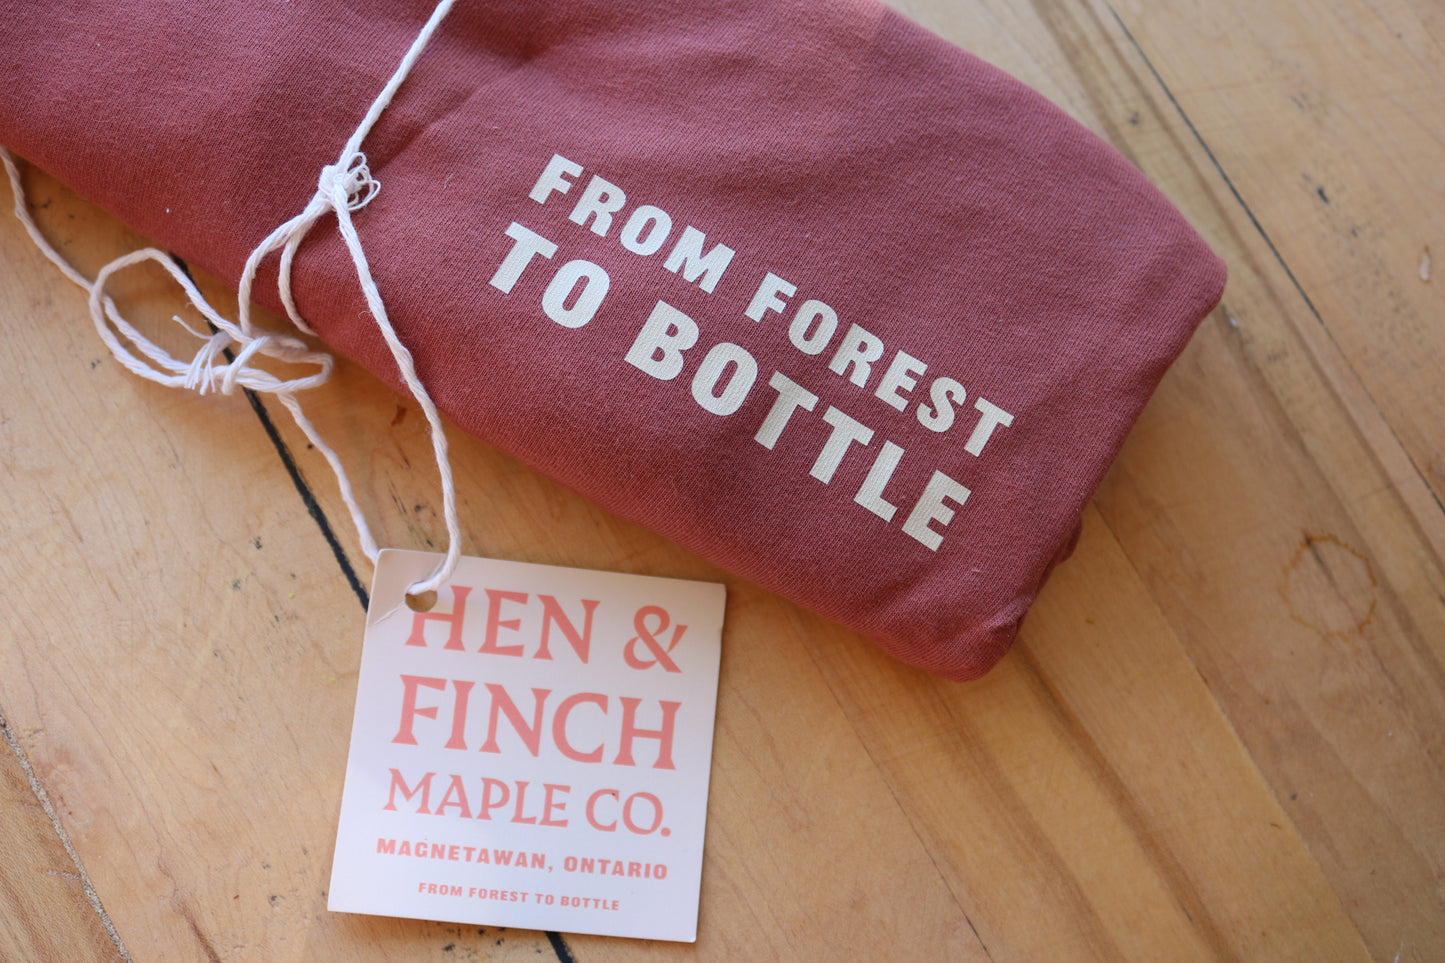 FROM FOREST
TO BOTTLE
HEN &
FINCH
MAPLE CO.
MAGNETAWAN, ONTARIO
FROM FOREST TO BOTTLE